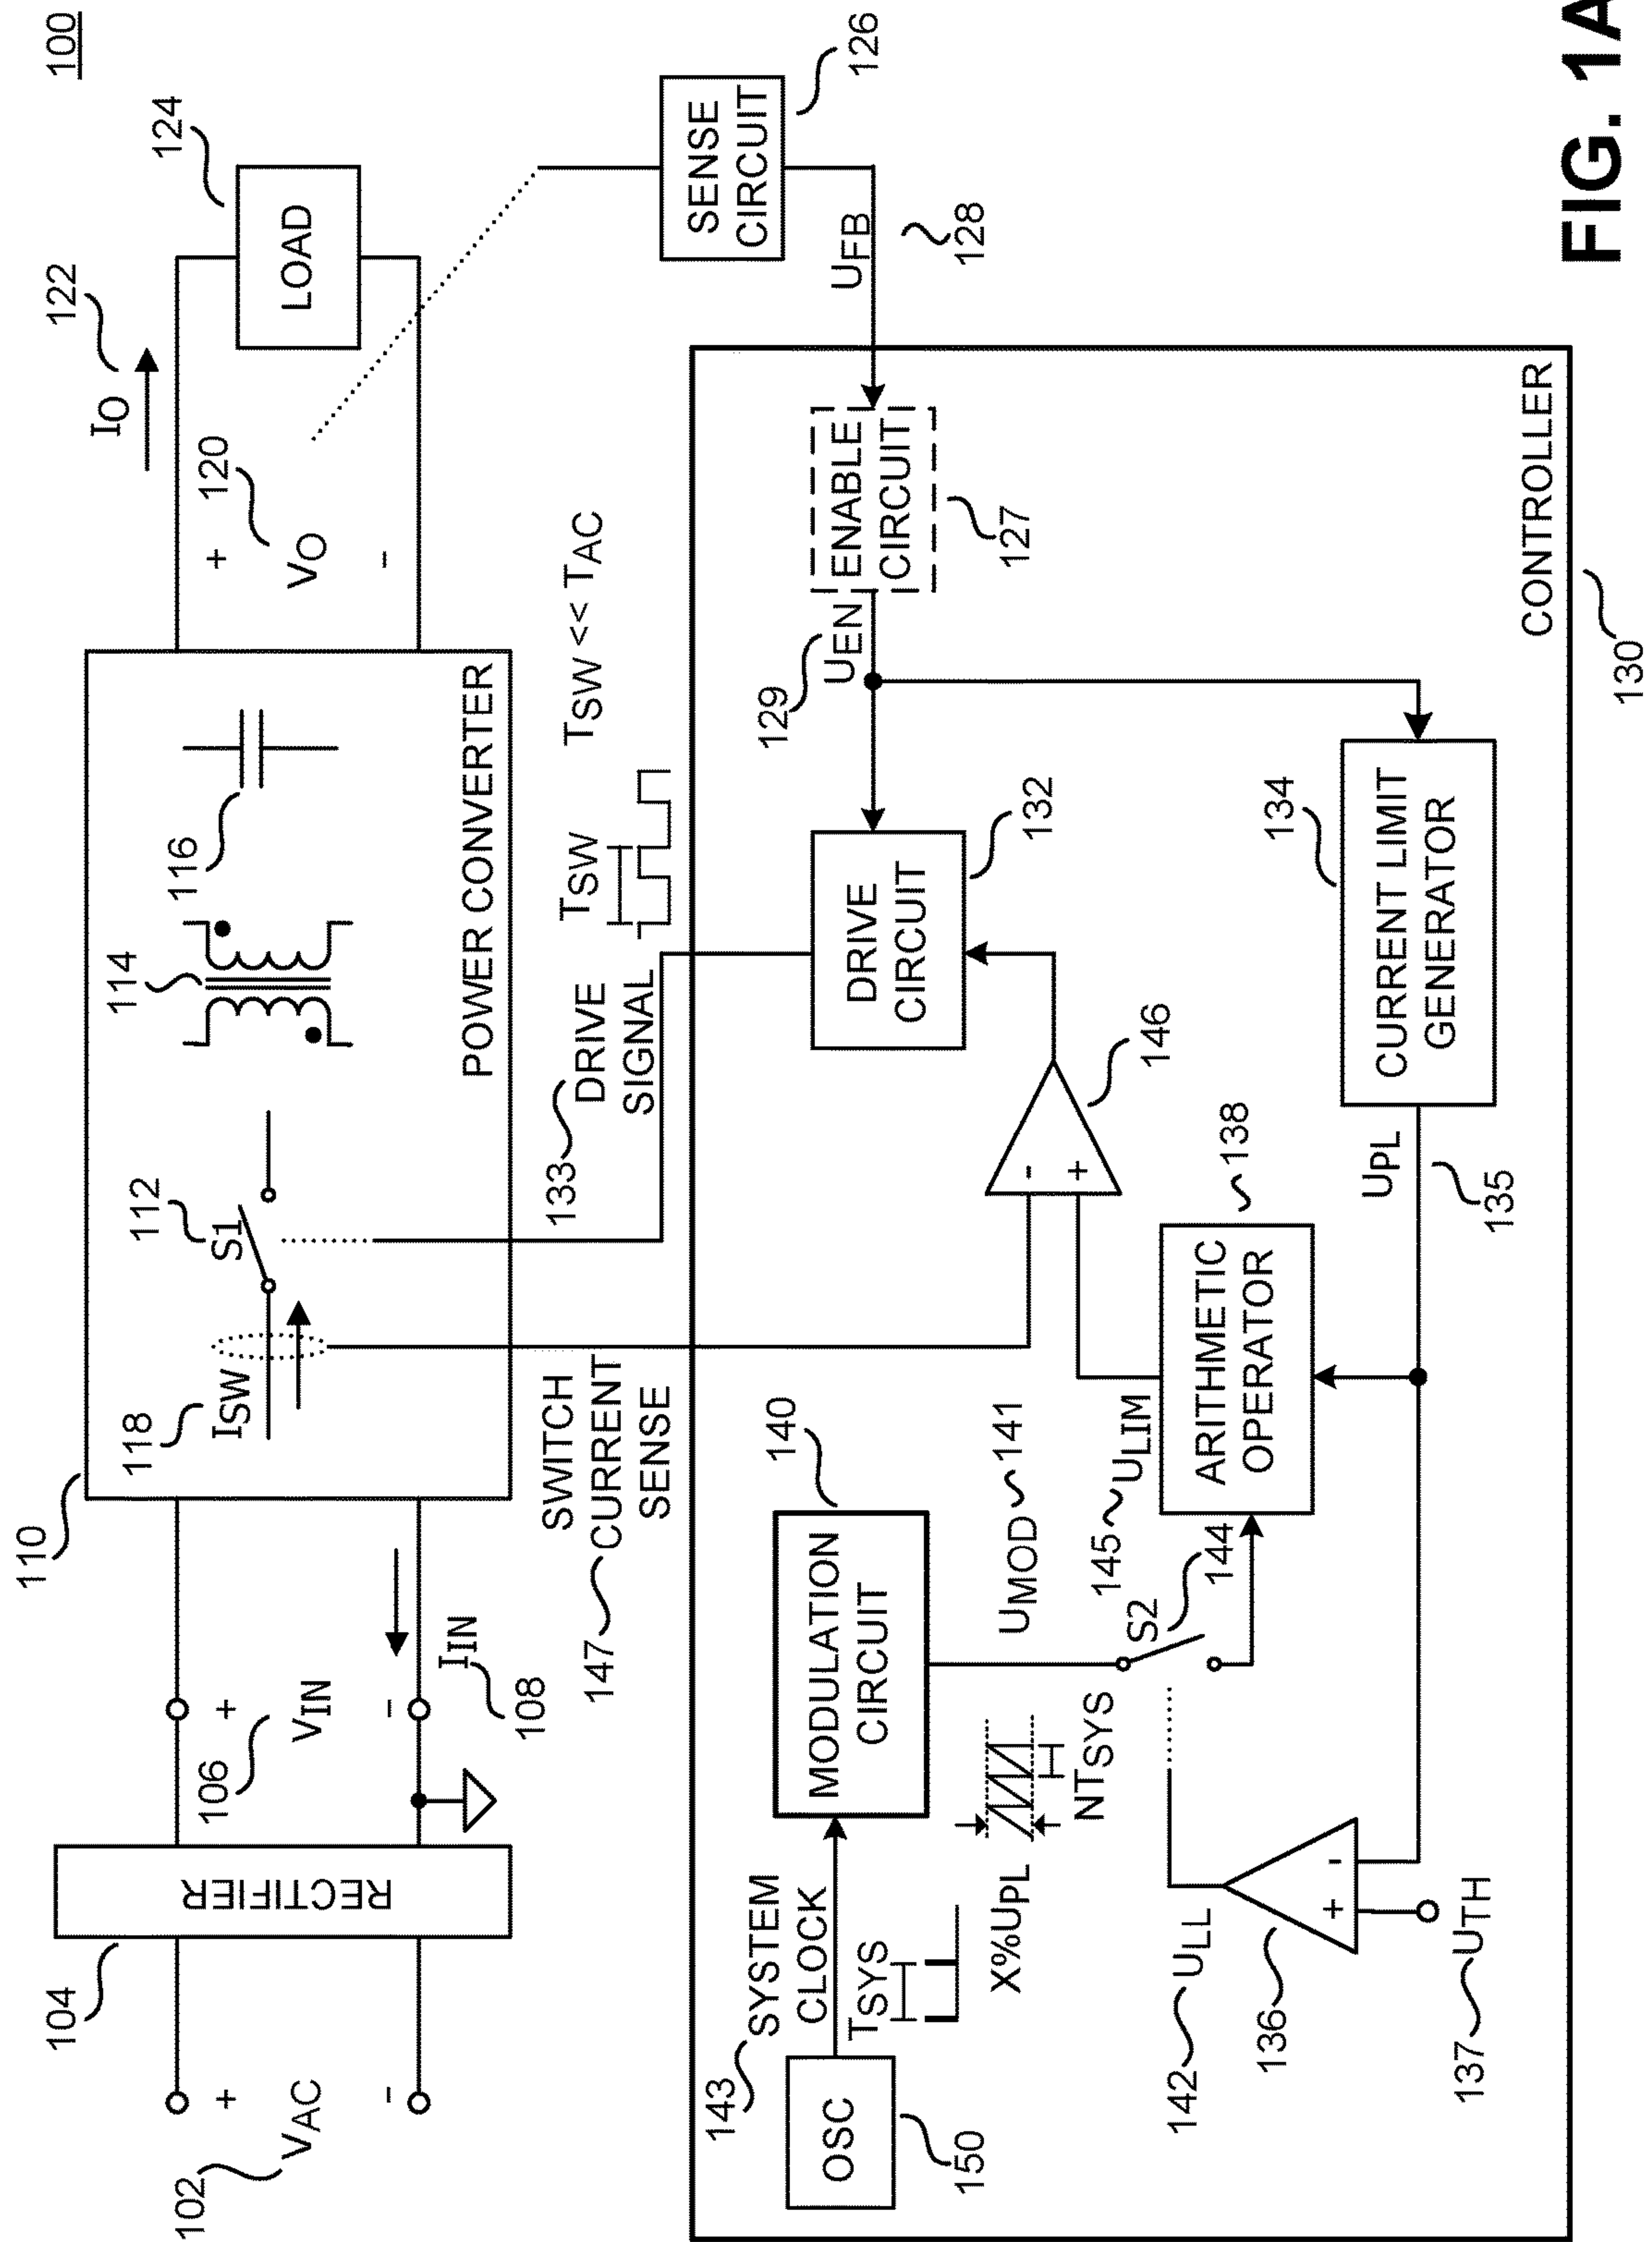 100
110
112
114
116
118
120
122
124
102
104
106
108
VAC
+
-
RECTIFIER
+
VIN
-
IIN
ISW
S1
POWER CONVERTER
+
VO
-
IO
LOAD
147
SWITCH
CURRENT
SENSE
133
DRIVE
SIGNAL
TSW
TSW << TAC
SENSE
CIRCUIT
126
UFB
128
143
SYSTEM
CLOCK
TSYS
OSC
150
MODULATION
CIRCUIT
140
UMOD
141
X%UPL
NTSYS
S2
144
145
ULIM
ARITHMETIC
OPERATOR
138
-
+
146
DRIVE
CIRCUIT
132
129
UEN
ENABLE
CIRCUIT
127
142
ULL
136
+
-
137
UTH
UPL
135
CURRENT LIMIT
GENERATOR
134
CONTROLLER
130
FIG. 1A